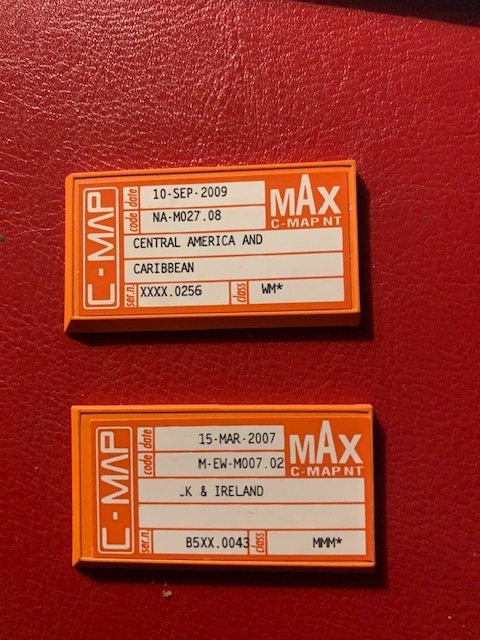 C-MAP
date 10-SEP-2009
code NA-M027.08
MAX
C-MAP NT
CENTRAL AMERICA AND
CARIBBEAN
ser.n. XXXX.0256 class WM*
C-MAP
date 15-MAR-2007
code M-EW-M007.02
MAX
C-MAP NT
K & IRELAND
ser.n. B5XX.0043 class MMM*